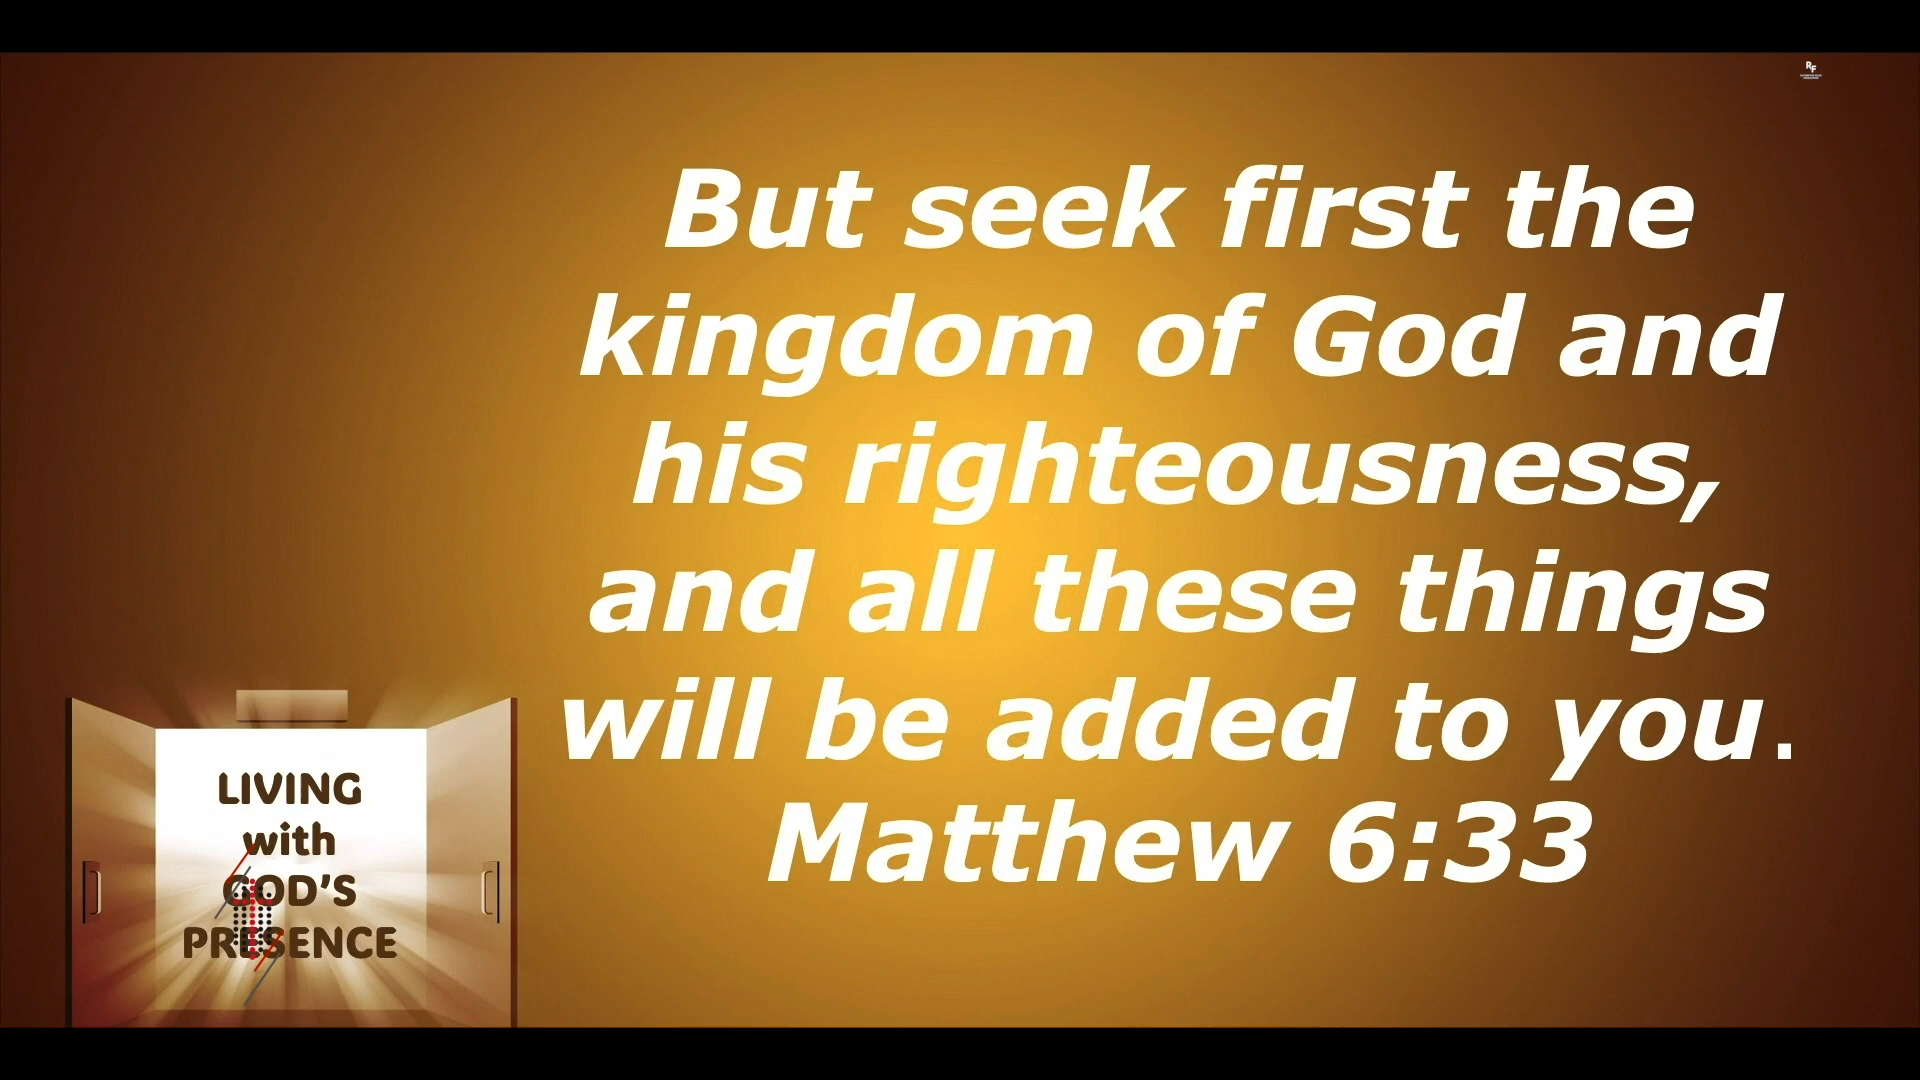 But seek first the
kingdom of God and
his righteousness,
and all these things
will be added to you.
Matthew 6:33
LIVING
with
GOD’S
PRESENCE
RF